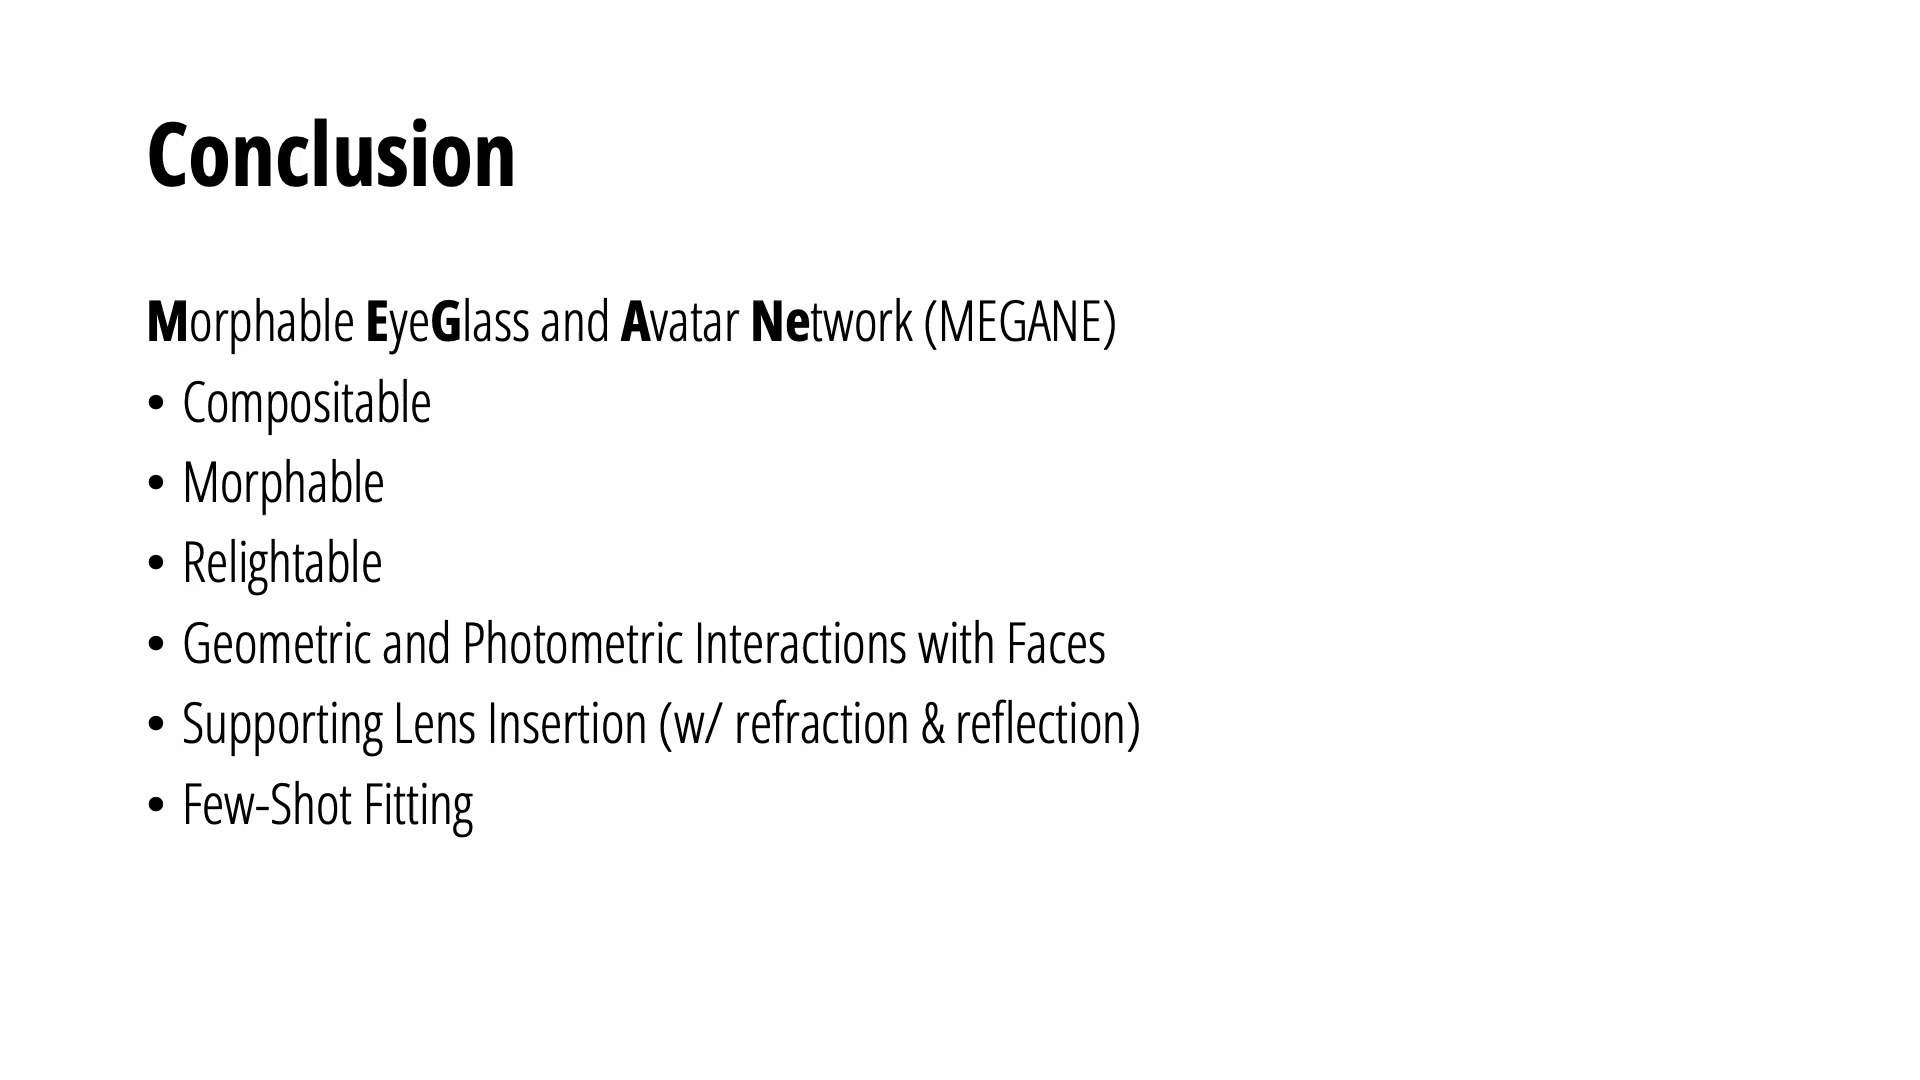 Conclusion
Morphable EyeGlass and Avatar Network (MEGANE)
• Compositable
• Morphable
• Relightable
• Geometric and Photometric Interactions with Faces
• Supporting Lens Insertion (w/ refraction & reflection)
• Few-Shot Fitting